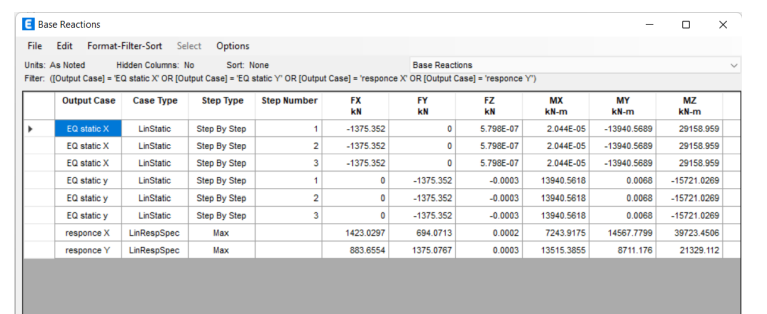 E Base Reactions
File Edit Format-Filter-Sort Select Options
Units: As Noted Hidden Columns: No Sort: None Base Reactions
Filter: ([Output Case] = 'EQ static X' OR [Output Case] = 'EQ static Y' OR [Output Case] = 'responce X' OR [Output Case] = 'responce Y')
Output Case Case Type Step Type Step Number FX FY FZ MX MY MZ
kN kN kN kN-m kN-m kN-m
EQ static X LinStatic Step By Step 1 -1375.352 0 5.798E-07 2.044E-05 -13940.5689 29158.959
EQ static X LinStatic Step By Step 2 -1375.352 0 5.798E-07 2.044E-05 -13940.5689 29158.959
EQ static X LinStatic Step By Step 3 -1375.352 0 5.798E-07 2.044E-05 -13940.5689 29158.959
EQ static y LinStatic Step By Step 1 0 -1375.352 -0.0003 13940.5618 0.0068 -15721.0269
EQ static y LinStatic Step By Step 2 0 -1375.352 -0.0003 13940.5618 0.0068 -15721.0269
EQ static y LinStatic Step By Step 3 0 -1375.352 -0.0003 13940.5618 0.0068 -15721.0269
responce X LinRespSpec Max 1423.0297 694.0713 0.0002 7243.9175 14567.7799 39723.4506
responce Y LinRespSpec Max 883.6554 1375.0767 0.0003 13515.3855 8711.176 21329.112